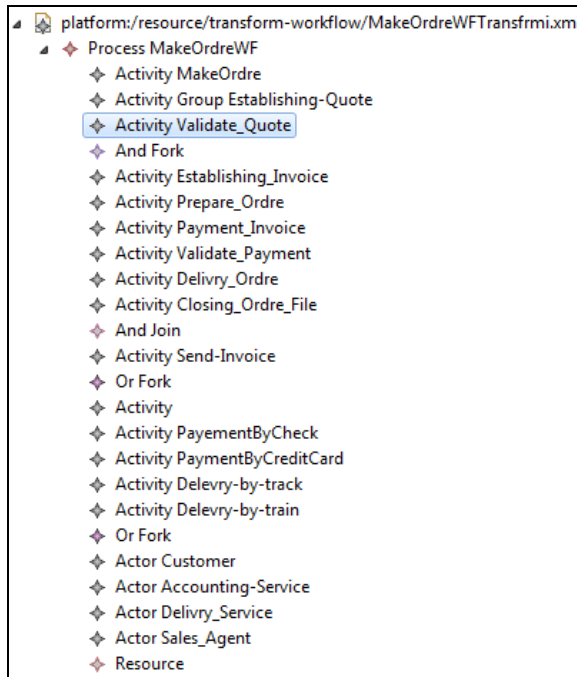 platform:/resource/transform-workflow/MakeOrdreWFTransfrmi.xm
Process MakeOrdreWF
Activity MakeOrdre
Activity Group Establishing-Quote
Activity Validate_Quote
And Fork
Activity Establishing_Invoice
Activity Prepare_Ordre
Activity Payment_Invoice
Activity Validate_Payment
Activity Delivry_Ordre
Activity Closing_Ordre_File
And Join
Activity Send-Invoice
Or Fork
Activity
Activity PayementByCheck
Activity PaymentByCreditCard
Activity Delevry-by-track
Activity Delevry-by-train
Or Fork
Actor Customer
Actor Accounting-Service
Actor Delivry_Service
Actor Sales_Agent
Resource